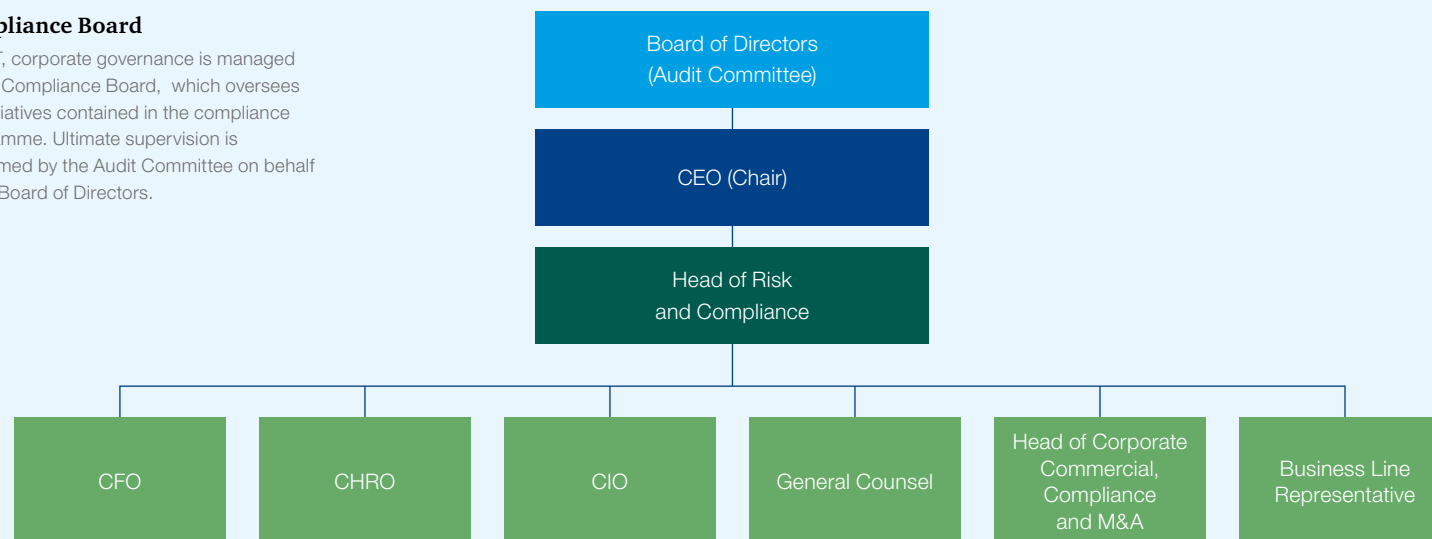 pliance Board
, corporate governance is managed
Compliance Board, which oversees
iatives contained in the compliance
amme. Ultimate supervision is
med by the Audit Committee on behalf
Board of Directors.
Board of Directors
(Audit Committee)
CEO (Chair)
Head of Risk
and Compliance
CFO
CHRO
CIO
General Counsel
Head of Corporate
Commercial,
Compliance
and M&A
Business Line
Representative